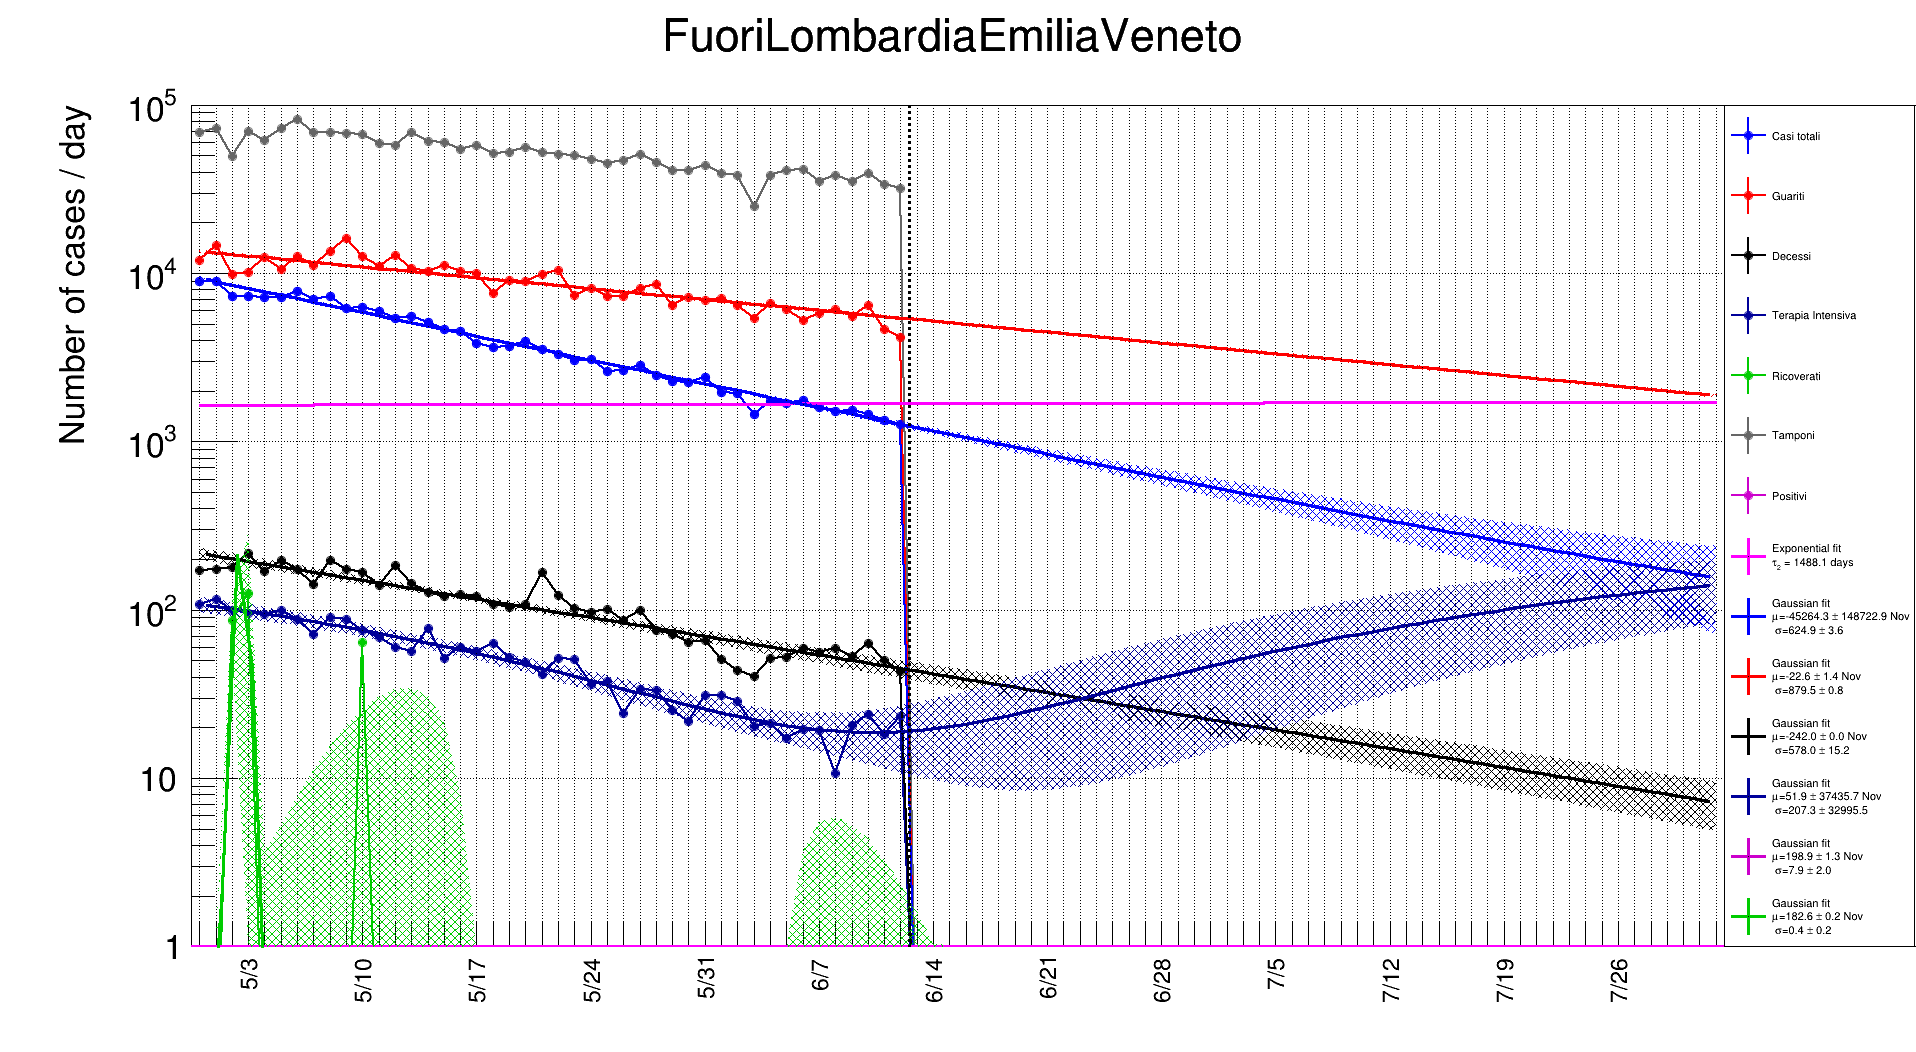 FuoriLombardiaEmiliaVeneto
Number of cases / day
10^5
10^4
10^3
10^2
10
1
5/3
5/10
5/17
5/24
5/31
6/7
6/14
6/21
6/28
7/5
7/12
7/19
7/26
Casi totali
Guariti
Decessi
Terapia Intensiva
Ricoverati
Tamponi
Positivi
Exponential fit
τ₂ = 1488.1 days
Gaussian fit
μ=-45264.3 ± 148722.9 Nov
σ=624.9 ± 3.6
Gaussian fit
μ=-22.6 ± 1.4 Nov
σ=879.5 ± 0.8
Gaussian fit
μ=-242.0 ± 0.0 Nov
σ=578.0 ± 15.2
Gaussian fit
μ=51.9 ± 37435.7 Nov
σ=207.3 ± 32995.5
Gaussian fit
μ=198.9 ± 1.3 Nov
σ=7.9 ± 2.0
Gaussian fit
μ=182.6 ± 0.2 Nov
σ=0.4 ± 0.2